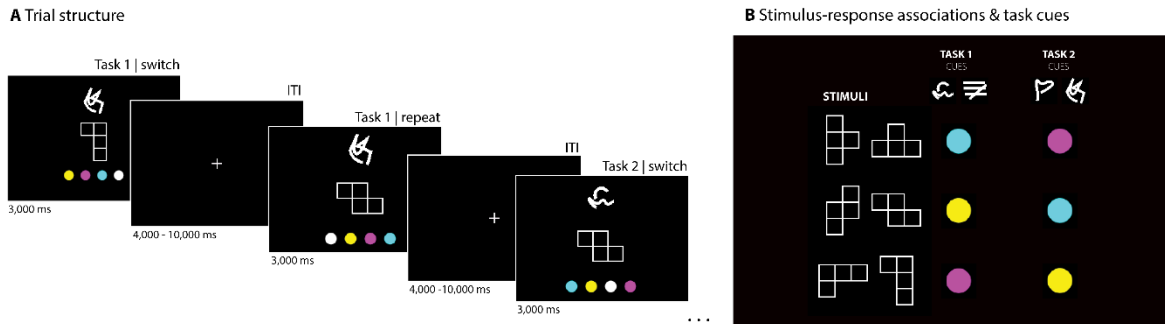 A Trial structure
Task 1 | switch
3,000 ms
ITI
4,000 - 10,000 ms
Task 1 | repeat
3,000 ms
ITI
4,000 -10,000 ms
Task 2 | switch
3,000 ms
...
B Stimulus-response associations & task cues
TASK 1 TASK 2
CUES CUES
STIMULI